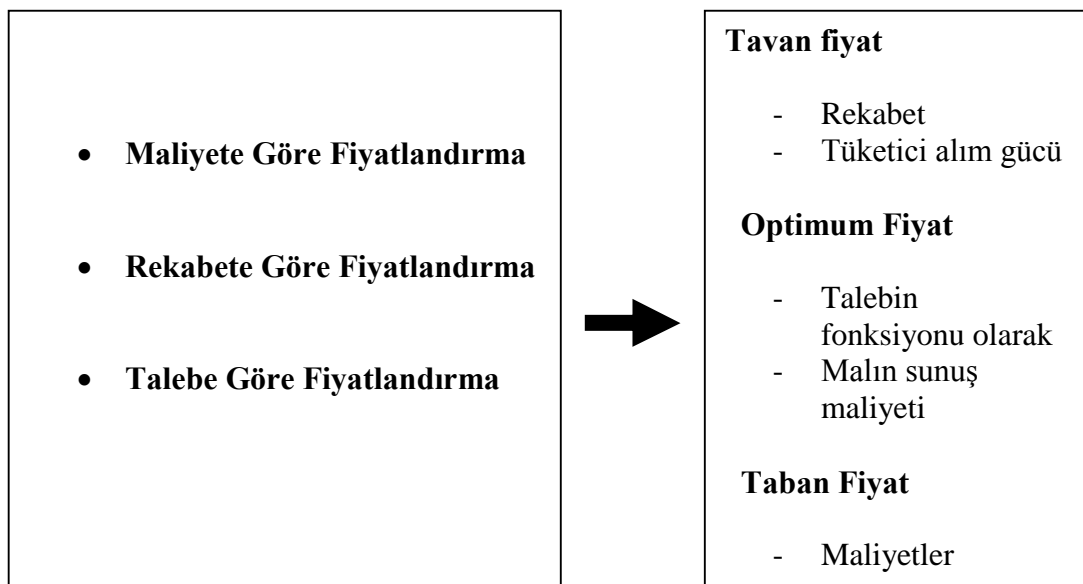 • Maliyete Göre Fiyatlandırma
• Rekabete Göre Fiyatlandırma
• Talebe Göre Fiyatlandırma
Tavan fiyat
- Rekabet
- Tüketici alım gücü
Optimum Fiyat
- Talebin
fonksiyonu olarak
- Malın sunuş
maliyeti
Taban Fiyat
- Maliyetler